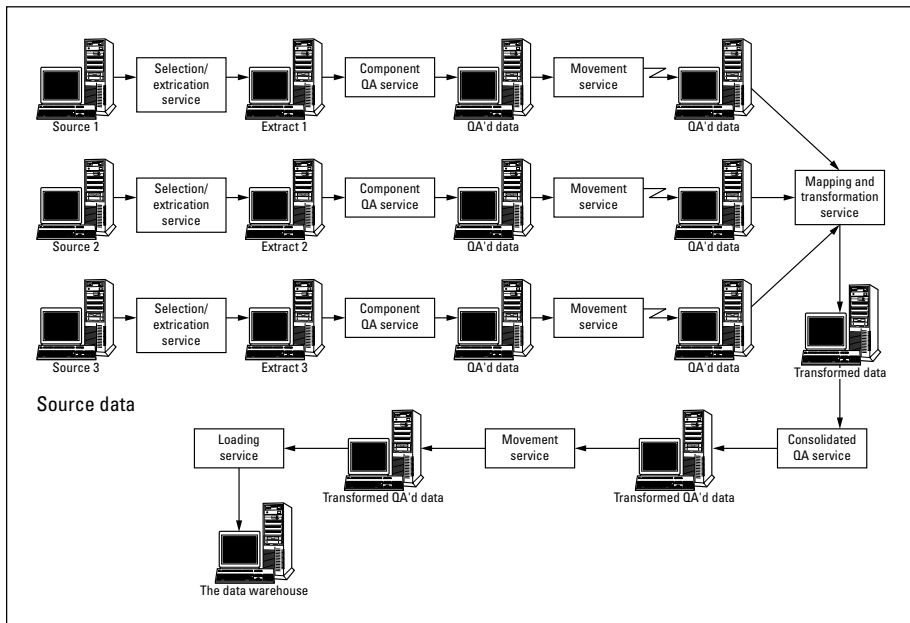 Selection/
extrication
service
Component
QA service
Movement
service
Source 1
Extract 1
QA'd data
QA'd data
Mapping and
transformation
service
Selection/
extrication
service
Component
QA service
Movement
service
Source 2
Extract 2
QA'd data
QA'd data
Selection/
extrication
service
Component
QA service
Movement
service
Source 3
Extract 3
QA'd data
QA'd data
Transformed data
Source data
Loading
service
Movement
service
Consolidated
QA service
Transformed QA'd data
Transformed QA'd data
The data warehouse